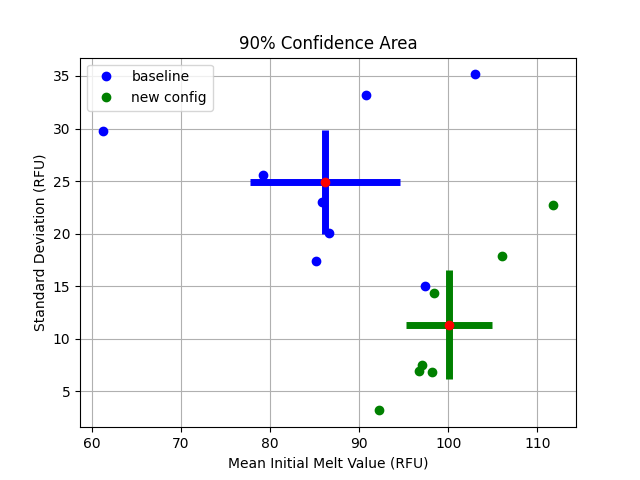 90% Confidence Area
baseline
new config
35
30
25
20
15
10
5
Standard Deviation (RFU)
60 70 80 90 100 110
Mean Initial Melt Value (RFU)